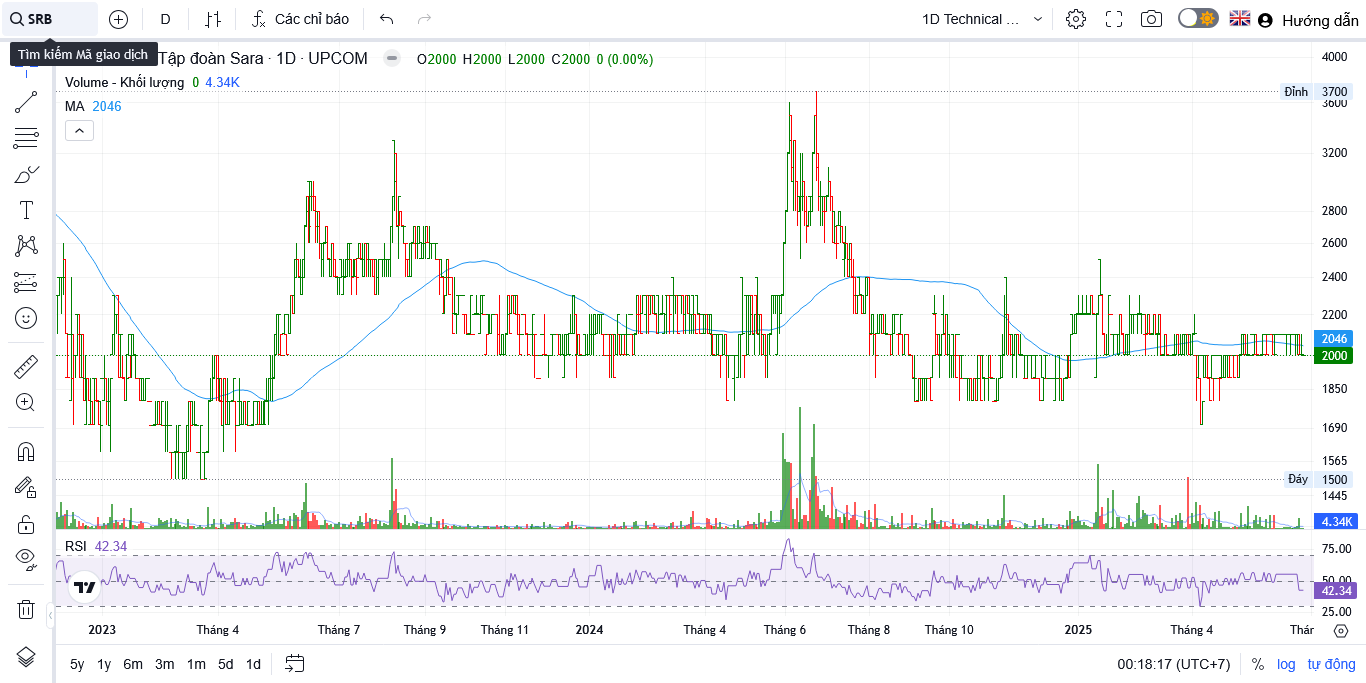 SRB D Các chỉ báo 1D Technical ... Hướng dẫn
Tìm kiếm Mã giao dịch
Tập đoàn Sara · 1D · UPCOM O2000 H2000 L2000 C2000 0 (0.00%)
Volume - Khối lượng 0 4.34K
MA 2046
4000
Đỉnh 3700
3600
3200
2800
2600
2400
2200
2046
2000
1850
1690
1565
Đáy 1500
1445
4.34K
RSI 42.34
75.00
50.00
42.34
25.00
2023 Tháng 4 Tháng 7 Tháng 9 Tháng 11 2024 Tháng 4 Tháng 6 Tháng 8 Tháng 10 2025 Tháng 4 Thár
5y 1y 6m 3m 1m 5d 1d 00:18:17 (UTC+7) % log tự động